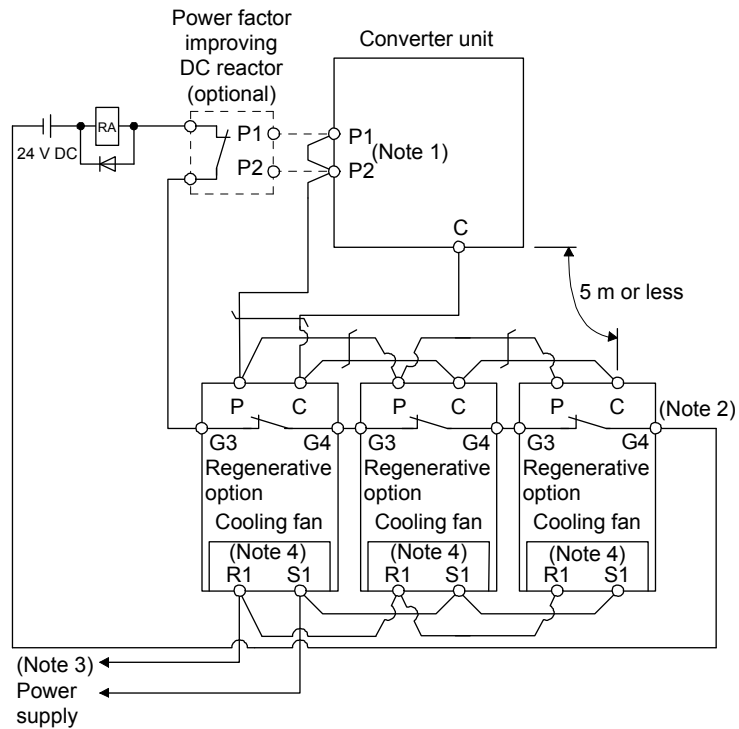 Power factor
improving
DC reactor
(optional)
Converter unit
RA
24 V DC
P1
P2
P1
(Note 1)
P2
C
5 m or less
P
C
P
C
P
C
(Note 2)
G3
G4
G3
G4
G3
G4
Regenerative
option
Regenerative
option
Regenerative
option
Cooling fan
Cooling fan
Cooling fan
(Note 4)
(Note 4)
(Note 4)
R1
S1
R1
S1
R1
S1
(Note 3)
Power
supply